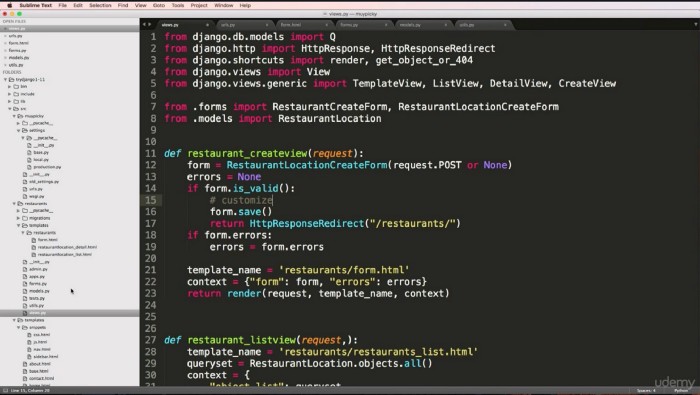 Sublime Text File Edit Selection Find View Goto Tools Project Window Help
views.py
OPEN FILES
views.py
urls.py
form.html
forms.py
models.py
utils.py
FOLDERS
trydjango1-11
bin
include
lib
src
muypicky
__pycache__
settings
__pycache__
__init__.py
base.py
local.py
production.py
__init__.py
old_settings.py
urls.py
wsgi.py
restaurants
__pycache__
migrations
templates
restaurants
form.html
restaurantlocation_detail.html
restaurantlocation_list.html
__init__.py
admin.py
apps.py
forms.py
models.py
tests.py
utils.py
views.py
templates
snippets
css.html
js.html
nav.html
sidebar.html
about.html
base.html
contact.html
views.py urls.py form.html forms.py models.py utils.py
1 from django.db.models import Q
2 from django.http import HttpResponse, HttpResponseRedirect
3 from django.shortcuts import render, get_object_or_404
4 from django.views import View
5 from django.views.generic import TemplateView, ListView, DetailView, CreateView
6
7 from .forms import RestaurantCreateForm, RestaurantLocationCreateForm
8 from .models import RestaurantLocation
9
10
11 def restaurant_createview(request):
12 form = RestaurantLocationCreateForm(request.POST or None)
13 errors = None
14 if form.is_valid():
15 # customize
16 form.save()
17 return HttpResponseRedirect("/restaurants/")
18 if form.errors:
19 errors = form.errors
20
21 template_name = 'restaurants/form.html'
22 context = {"form": form, "errors": errors}
23 return render(request, template_name, context)
24
25
26
27 def restaurant_listview(request,):
28 template_name = 'restaurants/restaurants_list.html'
29 queryset = RestaurantLocation.objects.all()
30 context = {
31 "object_list": queryset
udemy
Line 15, Column 20 Spaces: 4 Python